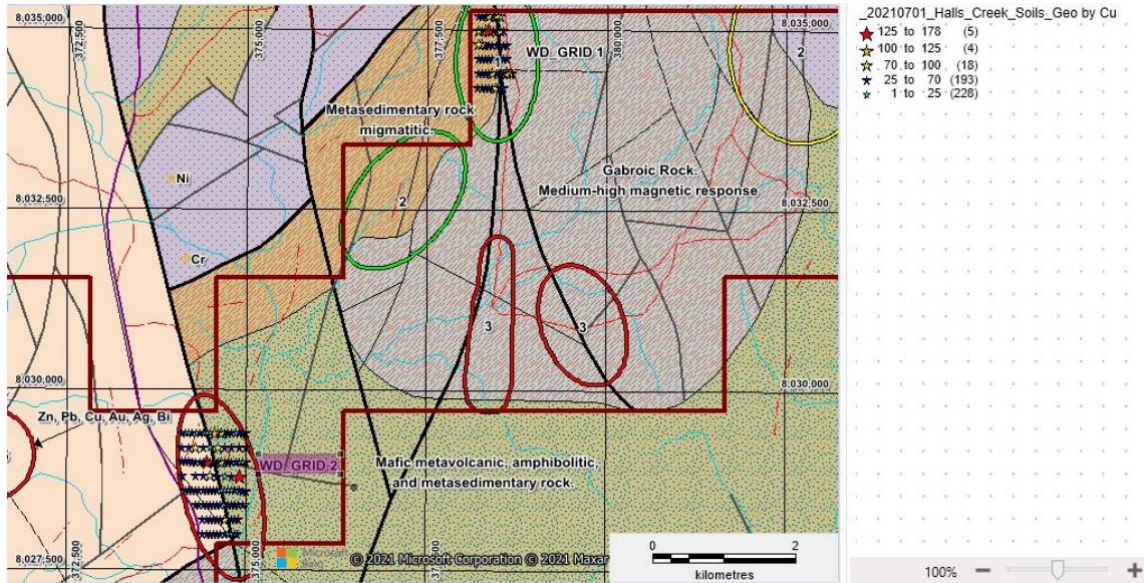 8,035,000
372,500
375,000
377,500
380,000
8,035,000
WD_GRID 1
1
2
Metasedimentary rock
migmatitic.
Ni
2
Gabroic Rock.
Medium-high magnetic response
8,032,500
8,032,500
Cr
3
3
8,030,000
8,030,000
Zn, Pb, Cu, Au, Ag, Bi
WD_GRID 2
Mafic metavolcanic, amphibolitic,
and metasedimentary rock.
8,027,500
372,500
375,000
Microsoft
Bing
© 2021 Microsoft Corporation © 2021 Maxar
0 2
kilometres
_20210701_Halls_Creek_Soils_Geo by Cu
125 to 178 (5)
100 to 125 (4)
70 to 100 (18)
25 to 70 (193)
1 to 25 (228)
100% − +